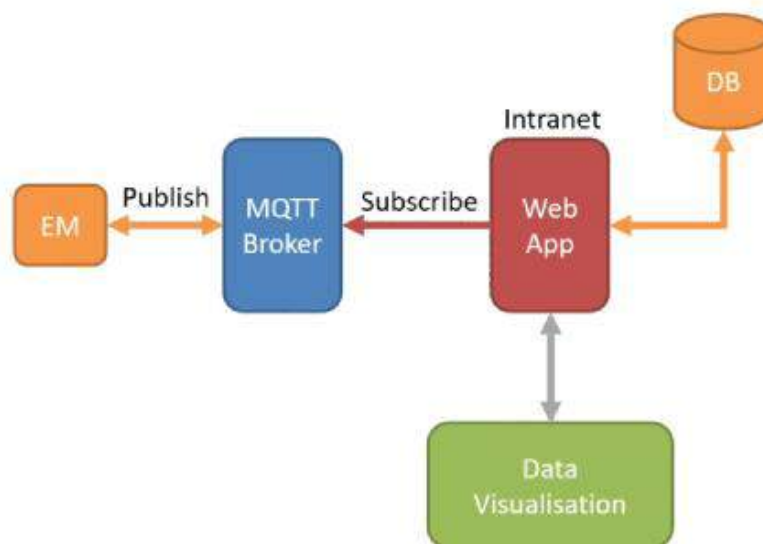 DB
Intranet
Publish
Subscribe
EM
MQTT
Broker
Web
App
Data
Visualisation